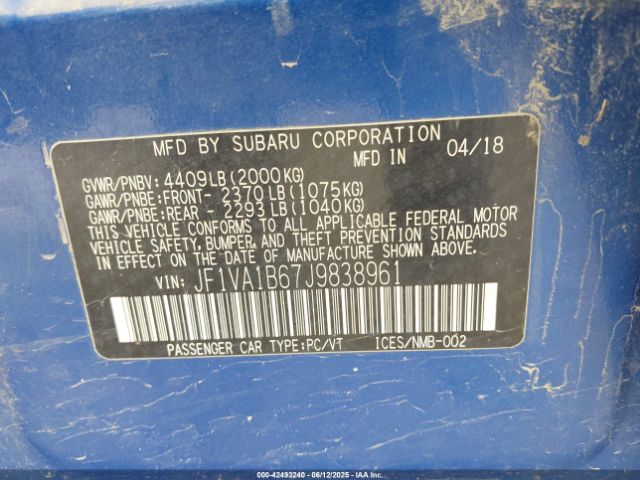 MFD BY SUBARU CORPORATION
MFD IN 04/18
GVWR/PNBV: 4409LB(2000KG)
GAWR/PNBE:FRONT- 2370LB(1075KG)
GAWR/PNBE:REAR - 2293LB(1040KG)
THIS VEHICLE CONFORMS TO ALL APPLICABLE FEDERAL MOTOR
VEHICLE SAFETY, BUMPER, AND THEFT PREVENTION STANDARDS
IN EFFECT ON THE DATE OF MANUFACTURE SHOWN ABOVE.
VIN: JF1VA1B67J9838961
PASSENGER CAR TYPE:PC/VT ICES/NMB-002
000-42493240 - 06/12/2025 - IAA Inc.